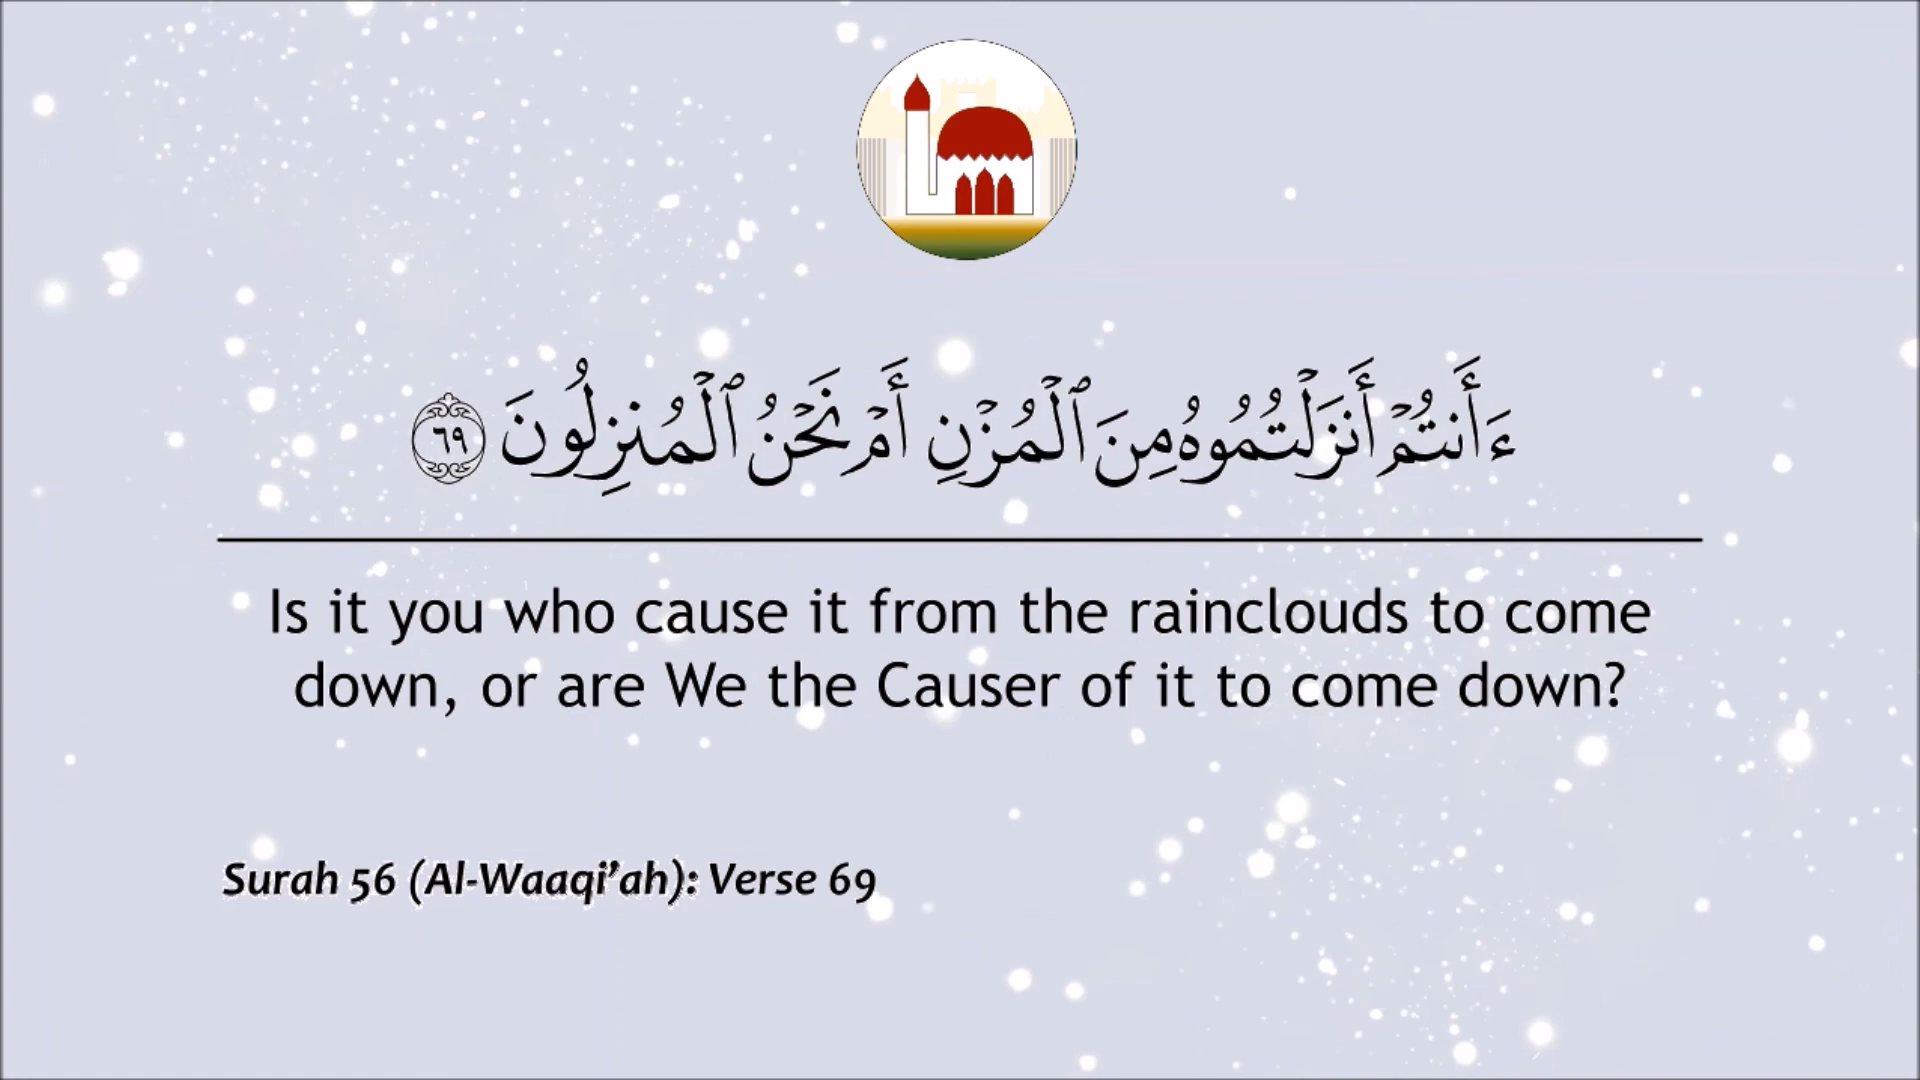 ءَأَنتُمْ أَنزَلْتُمُوهُ مِنَ ٱلْمُزْنِ أَمْ نَحْنُ ٱلْمُنزِلُونَ ٦٩
Is it you who cause it from the rainclouds to come
down, or are We the Causer of it to come down?
Surah 56 (Al-Waaqi’ah): Verse 69